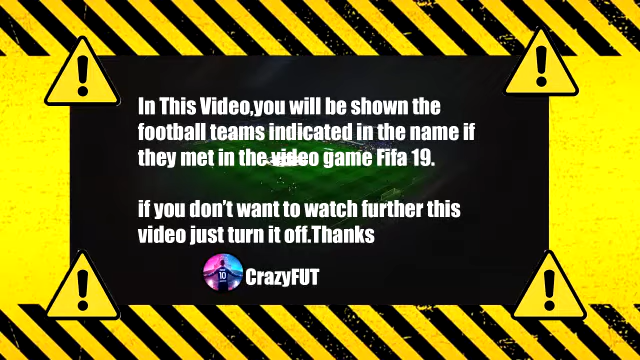 In This Video,you will be shown the
football teams indicated in the name if
they met in the video game Fifa 19.
if you don't want to watch further this
video just turn it off.Thanks
10
CrazyFUT